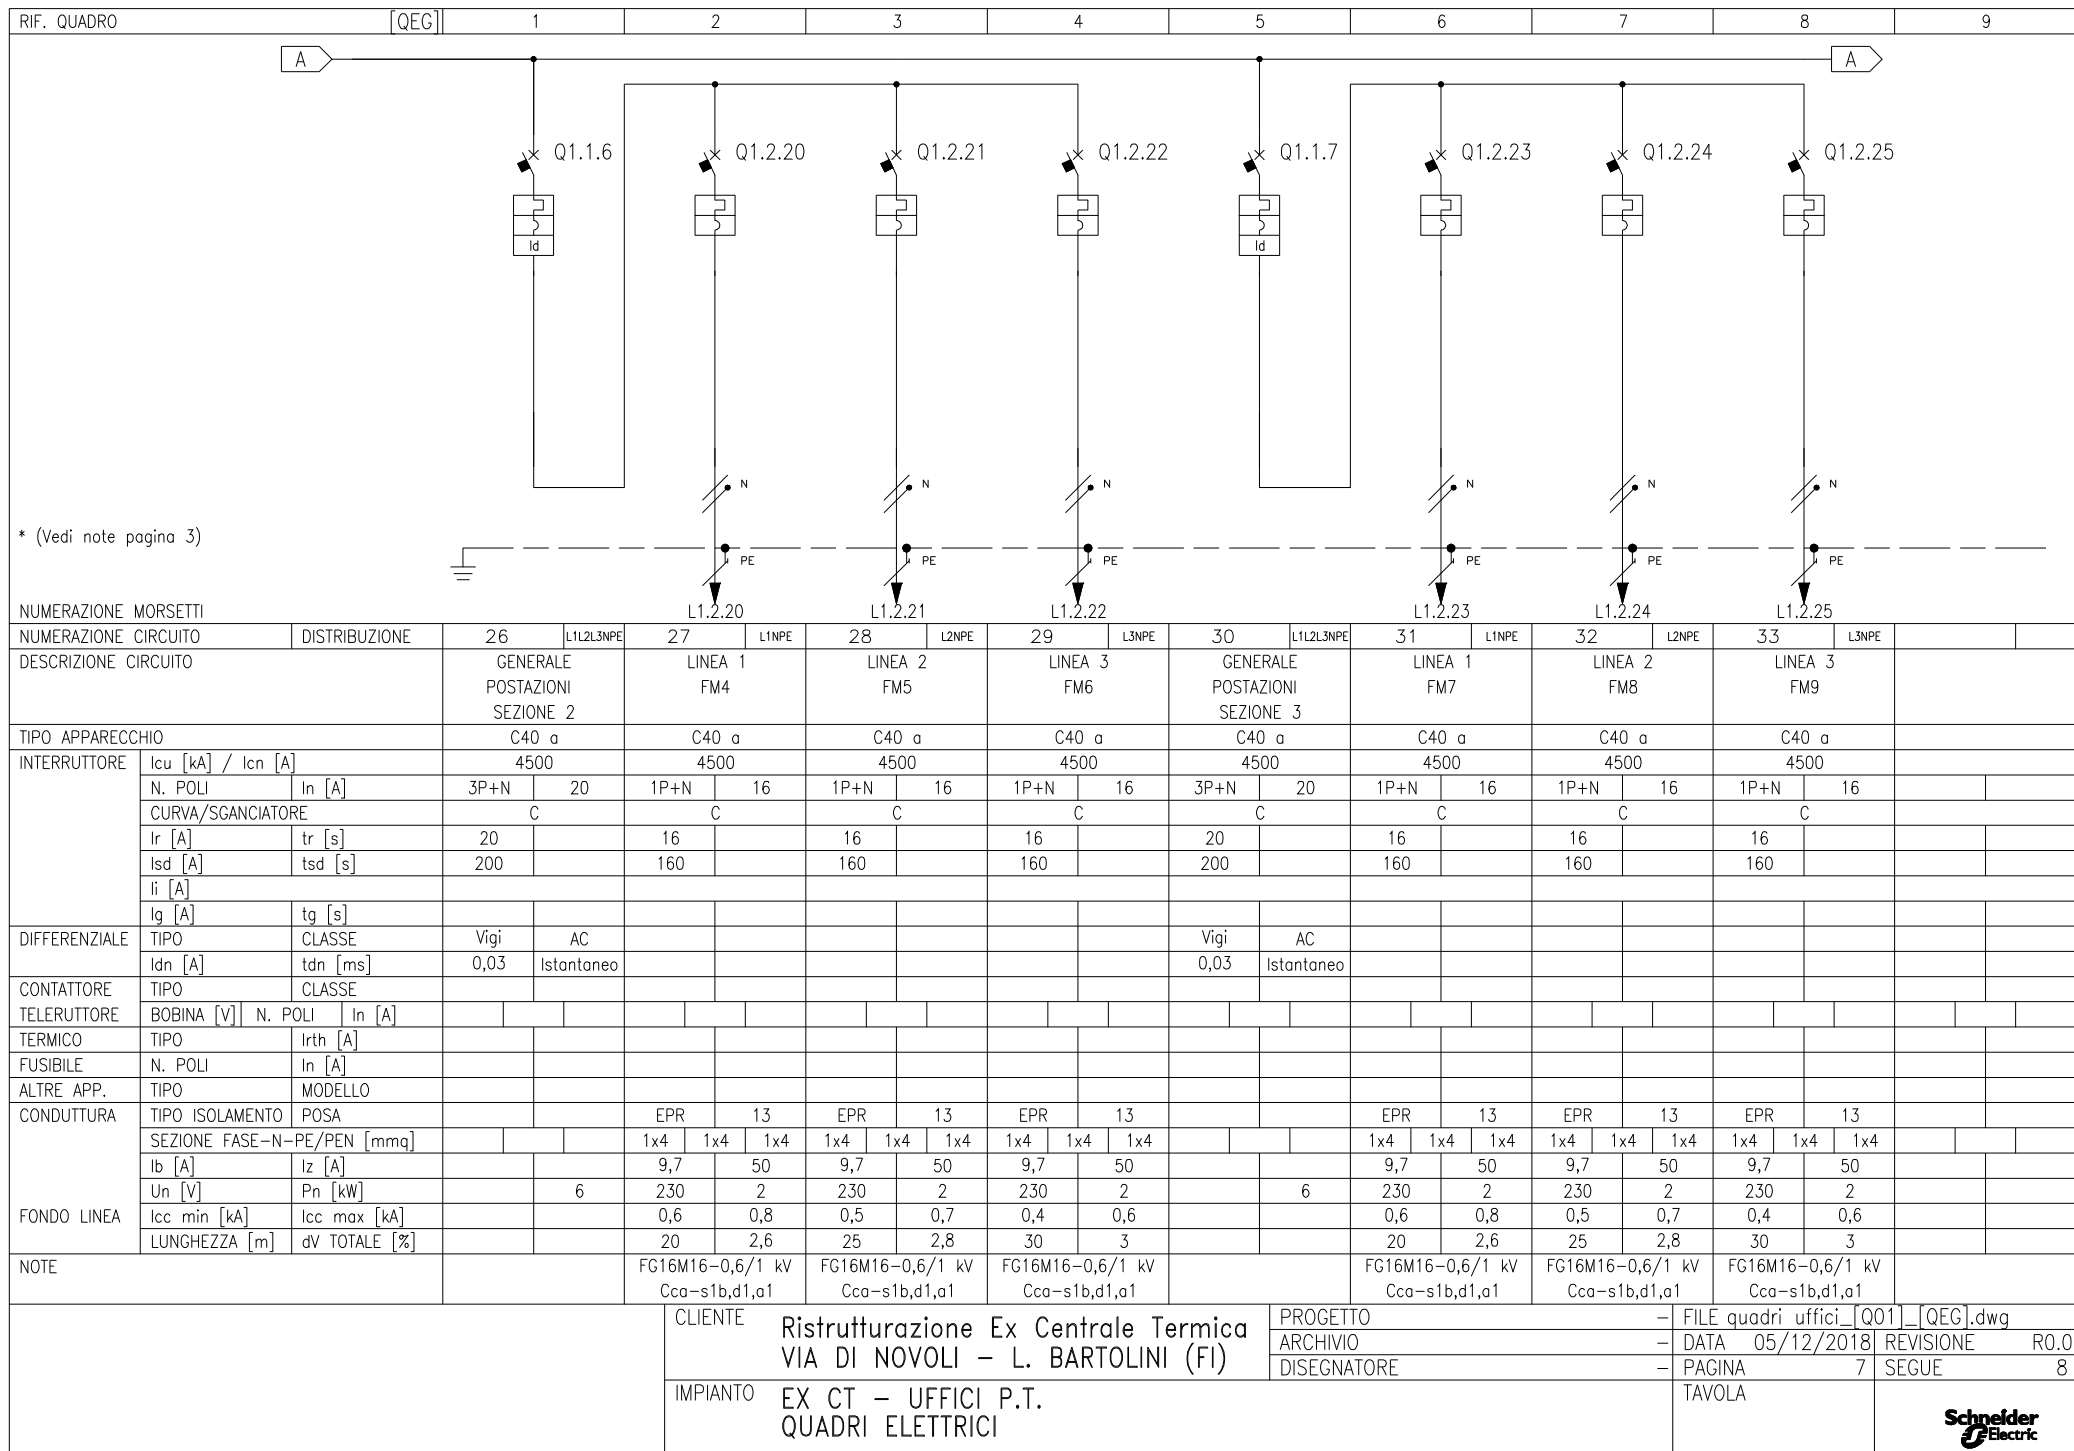 RIF. QUADRO [QEG] 1 2 3 4 5 6 7 8 9
A A
Q1.1.6 Q1.2.20 Q1.2.21 Q1.2.22 Q1.1.7 Q1.2.23 Q1.2.24 Q1.2.25
Id Id
N N N N N N
* (Vedi note pagina 3)
PE PE PE PE PE PE
NUMERAZIONE MORSETTI L1.2.20 L1.2.21 L1.2.22 L1.2.23 L1.2.24 L1.2.25
NUMERAZIONE CIRCUITO DISTRIBUZIONE 26 L1L2L3NPE 27 L1NPE 28 L2NPE 29 L3NPE 30 L1L2L3NPE 31 L1NPE 32 L2NPE 33 L3NPE
DESCRIZIONE CIRCUITO GENERALE LINEA 1 LINEA 2 LINEA 3 GENERALE LINEA 1 LINEA 2 LINEA 3
POSTAZIONI FM4 FM5 FM6 POSTAZIONI FM7 FM8 FM9
SEZIONE 2 SEZIONE 3
TIPO APPARECCHIO C40 a C40 a C40 a C40 a C40 a C40 a C40 a C40 a
INTERRUTTORE Icu [kA] / Icn [A] 4500 4500 4500 4500 4500 4500 4500 4500
N. POLI In [A] 3P+N 20 1P+N 16 1P+N 16 1P+N 16 3P+N 20 1P+N 16 1P+N 16 1P+N 16
CURVA/SGANCIATORE C C C C C C C C
Ir [A] tr [s] 20 16 16 16 20 16 16 16
Isd [A] tsd [s] 200 160 160 160 200 160 160 160
Ii [A]
Ig [A] tg [s]
DIFFERENZIALE TIPO CLASSE Vigi AC Vigi AC
Idn [A] tdn [ms] 0,03 Istantaneo 0,03 Istantaneo
CONTATTORE TIPO CLASSE
TELERUTTORE BOBINA [V] N. POLI In [A]
TERMICO TIPO Irth [A]
FUSIBILE N. POLI In [A]
ALTRE APP. TIPO MODELLO
CONDUTTURA TIPO ISOLAMENTO POSA EPR 13 EPR 13 EPR 13 EPR 13 EPR 13 EPR 13
SEZIONE FASE-N-PE/PEN [mmq] 1x4 1x4 1x4 1x4 1x4 1x4 1x4 1x4 1x4 1x4 1x4 1x4 1x4 1x4 1x4 1x4 1x4 1x4
Ib [A] Iz [A] 9,7 50 9,7 50 9,7 50 9,7 50 9,7 50 9,7 50
Un [V] Pn [kW] 6 230 2 230 2 230 2 6 230 2 230 2 230 2
FONDO LINEA Icc min [kA] Icc max [kA] 0,6 0,8 0,5 0,7 0,4 0,6 0,6 0,8 0,5 0,7 0,4 0,6
LUNGHEZZA [m] dV TOTALE [%] 20 2,6 25 2,8 30 3 20 2,6 25 2,8 30 3
NOTE FG16M16-0,6/1 kV FG16M16-0,6/1 kV FG16M16-0,6/1 kV FG16M16-0,6/1 kV FG16M16-0,6/1 kV FG16M16-0,6/1 kV
Cca-s1b,d1,a1 Cca-s1b,d1,a1 Cca-s1b,d1,a1 Cca-s1b,d1,a1 Cca-s1b,d1,a1 Cca-s1b,d1,a1
CLIENTE Ristrutturazione Ex Centrale Termica
VIA DI NOVOLI - L. BARTOLINI (FI)
PROGETTO - FILE quadri uffici_[Q01]_[QEG].dwg
ARCHIVIO - DATA 05/12/2018 REVISIONE R0.0
DISEGNATORE - PAGINA 7 SEGUE 8
IMPIANTO EX CT - UFFICI P.T.
QUADRI ELETTRICI
TAVOLA
Schneider
Electric